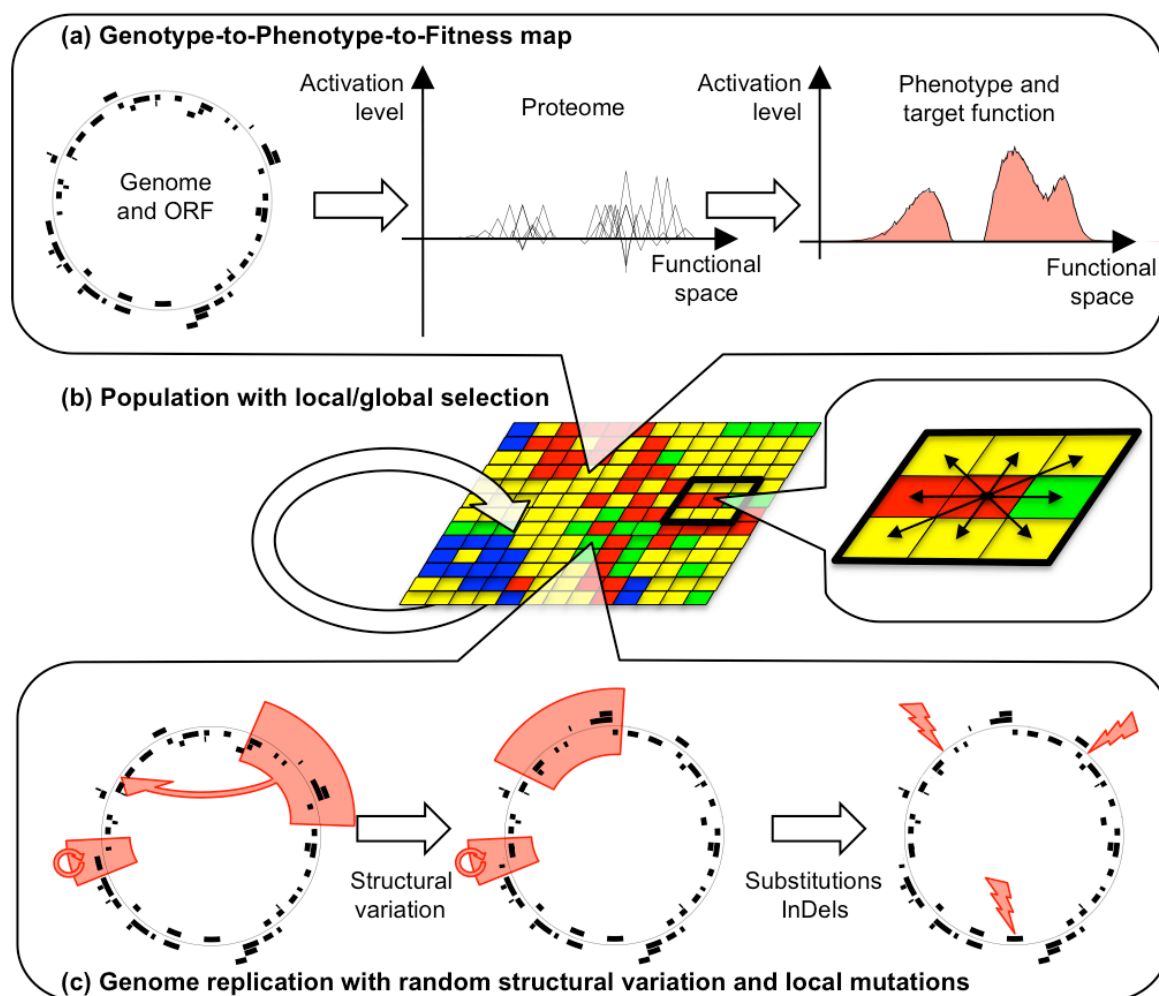 (a) Genotype-to-Phenotype-to-Fitness map
Genome
and ORF
Activation
level
Proteome
Functional
space
Activation
level
Phenotype and
target function
Functional
space
(b) Population with local/global selection
Structural
variation
Substitutions
InDels
(c) Genome replication with random structural variation and local mutations